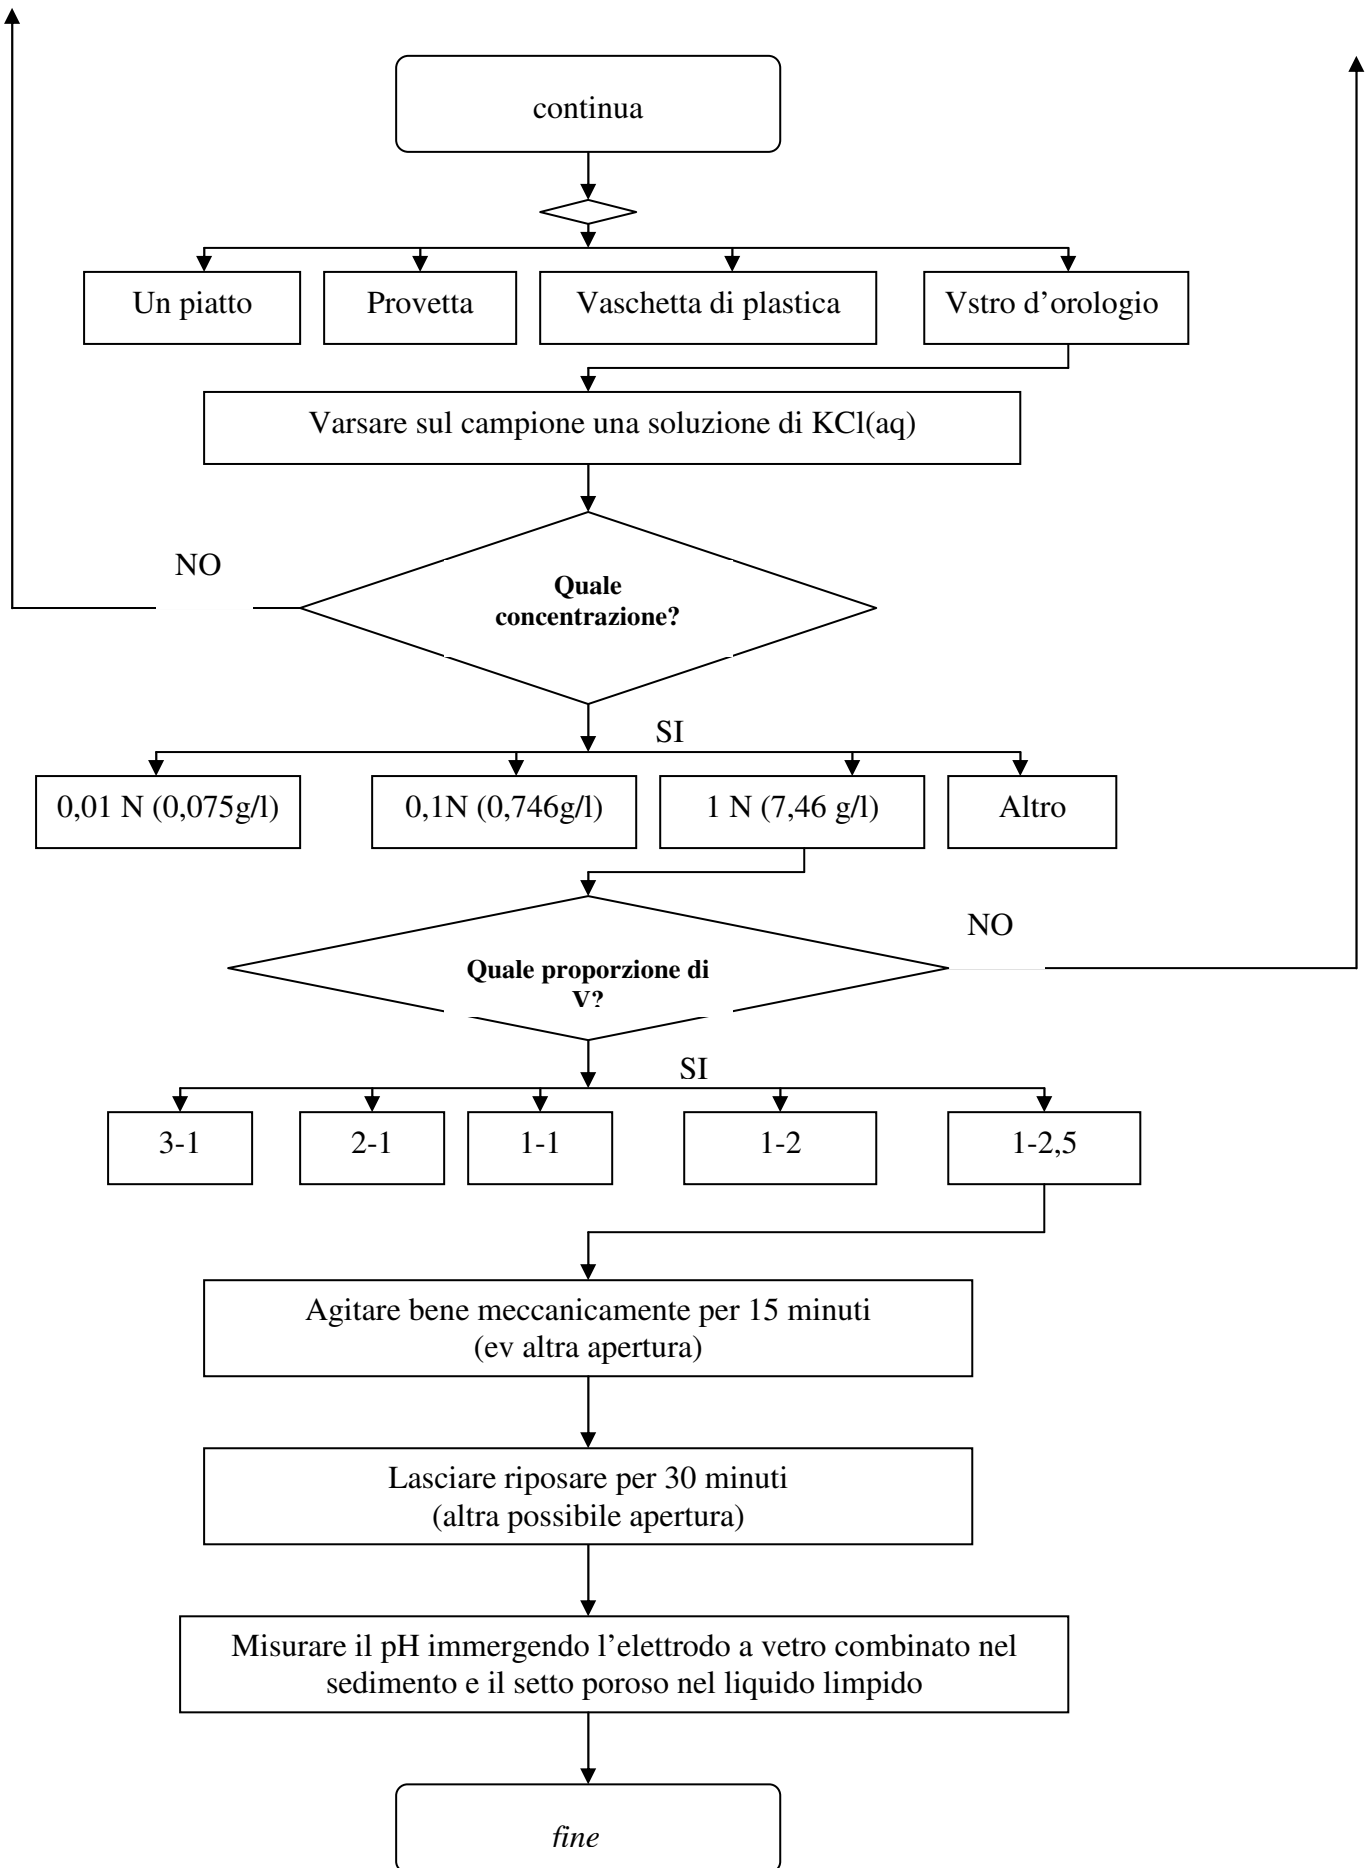 continua
Un piatto
Provetta
Vaschetta di plastica
Vstro d’orologio
Varsare sul campione una soluzione di KCl(aq)
NO
Quale
concentrazione?
SI
0,01 N (0,075g/l)
0,1N (0,746g/l)
1 N (7,46 g/l)
Altro
NO
Quale proporzione di
V?
SI
3-1
2-1
1-1
1-2
1-2,5
Agitare bene meccanicamente per 15 minuti
(ev altra apertura)
Lasciare riposare per 30 minuti
(altra possibile apertura)
Misurare il pH immergendo l’elettrodo a vetro combinato nel
sedimento e il setto poroso nel liquido limpido
fine